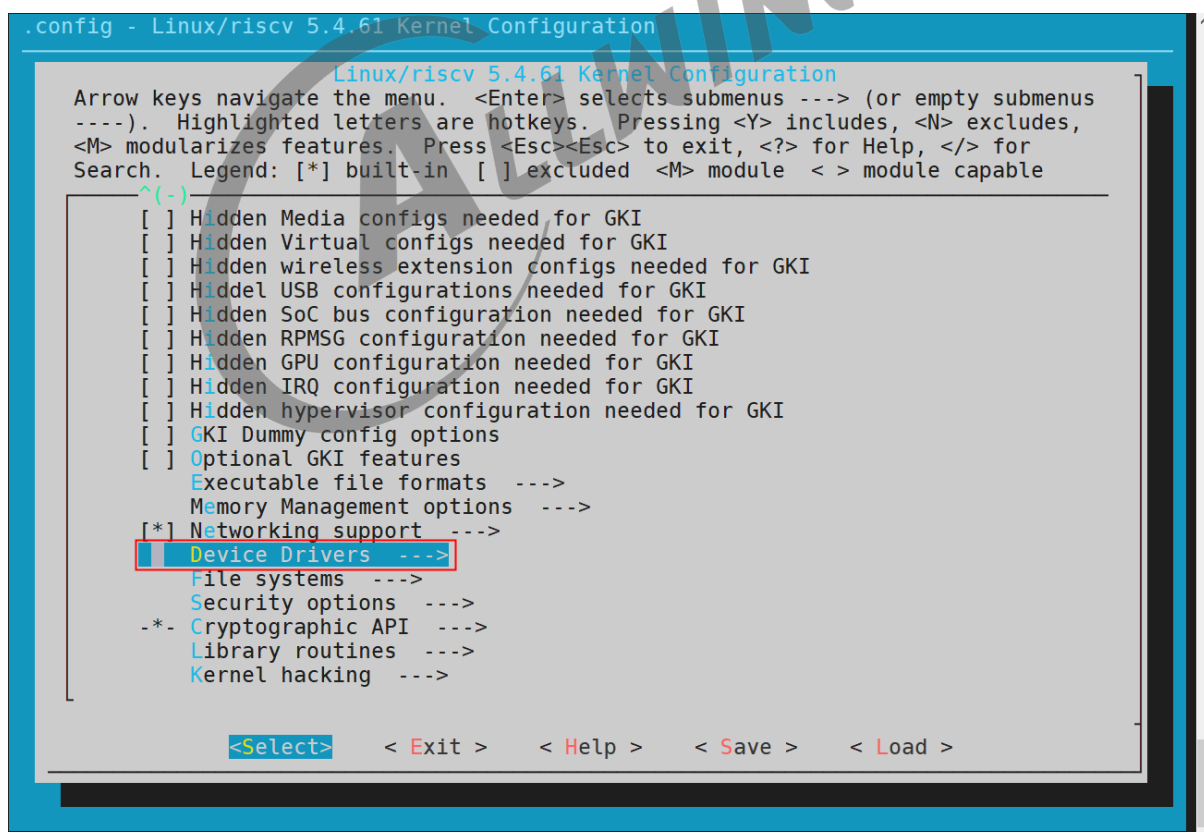 .config - Linux/riscv 5.4.61 Kernel Configuration
Linux/riscv 5.4.61 Kernel Configuration
Arrow keys navigate the menu.  <Enter> selects submenus ---> (or empty submenus
----).  Highlighted letters are hotkeys.  Pressing <Y> includes, <N> excludes,
<M> modularizes features.  Press <Esc><Esc> to exit, <?> for Help, </> for
Search.  Legend: [*] built-in  [ ] excluded  <M> module  < > module capable
^(-)
[ ] Hidden Media configs needed for GKI
[ ] Hidden Virtual configs needed for GKI
[ ] Hidden wireless extension configs needed for GKI
[ ] Hiddel USB configurations needed for GKI
[ ] Hidden SoC bus configuration needed for GKI
[ ] Hidden RPMSG configuration needed for GKI
[ ] Hidden GPU configuration needed for GKI
[ ] Hidden IRQ configuration needed for GKI
[ ] Hidden hypervisor configuration needed for GKI
[ ] GKI Dummy config options
[ ] Optional GKI features
Executable file formats  --->
Memory Management options  --->
[*] Networking support  --->
Device Drivers  --->
File systems  --->
Security options  --->
-*- Cryptographic API  --->
Library routines  --->
Kernel hacking  --->
<Select>    < Exit >    < Help >    < Save >    < Load >
ALLWIN